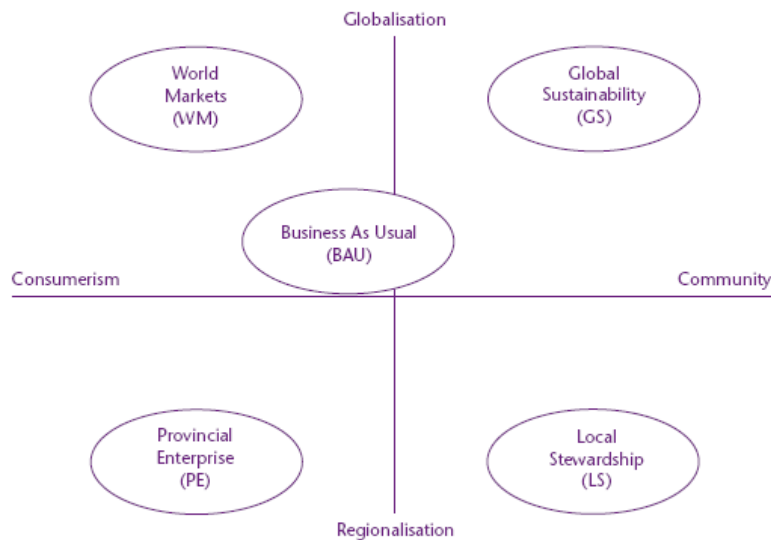 Globalisation
World
Markets
(WM)
Global
Sustainability
(GS)
Business As Usual
(BAU)
Consumerism
Community
Provincial
Enterprise
(PE)
Local
Stewardship
(LS)
Regionalisation